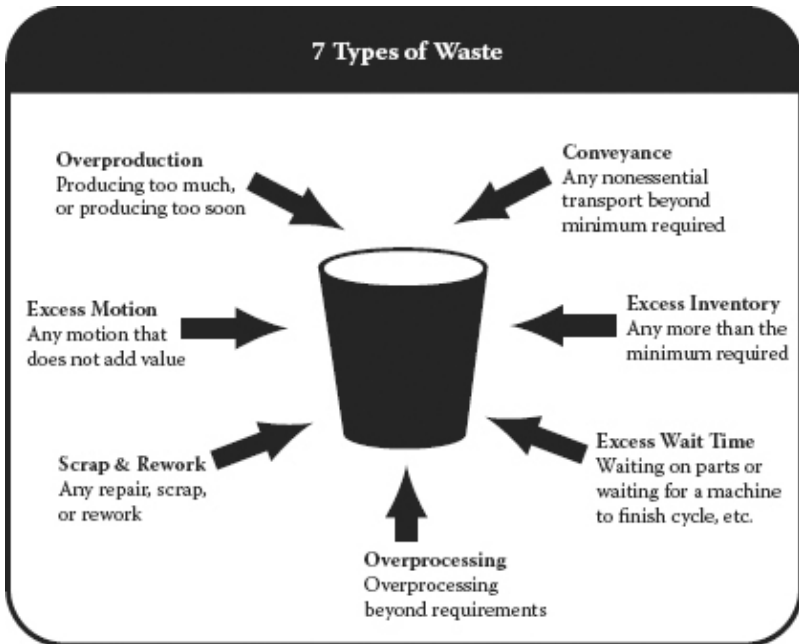 7 Types of Waste
Overproduction
Producing too much,
or producing too soon
Conveyance
Any nonessential
transport beyond
minimum required
Excess Motion
Any motion that
does not add value
Excess Inventory
Any more than the
minimum required
Scrap & Rework
Any repair, scrap,
or rework
Excess Wait Time
Waiting on parts or
waiting for a machine
to finish cycle, etc.
Overprocessing
Overprocessing
beyond requirements